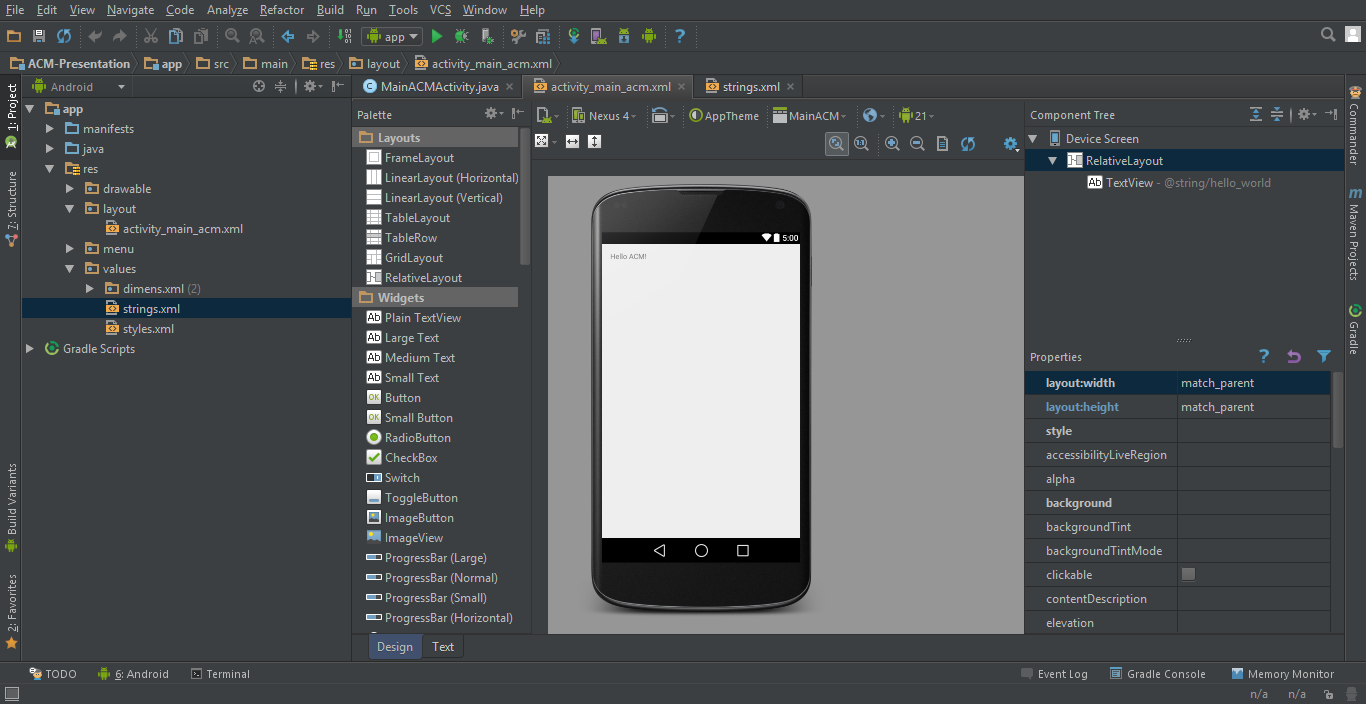 File Edit View Navigate Code Analyze Refactor Build Run Tools VCS Window Help
app
ACM-Presentation app src main res layout activity_main_acm.xml
1: Project
7: Structure
Build Variants
2: Favorites
Android
app
manifests
java
res
drawable
layout
activity_main_acm.xml
menu
values
dimens.xml (2)
strings.xml
styles.xml
Gradle Scripts
MainACMActivity.java activity_main_acm.xml strings.xml
Palette
Layouts
FrameLayout
LinearLayout (Horizontal)
LinearLayout (Vertical)
TableLayout
TableRow
GridLayout
RelativeLayout
Widgets
Plain TextView
Large Text
Medium Text
Small Text
Button
Small Button
RadioButton
CheckBox
Switch
ToggleButton
ImageButton
ImageView
ProgressBar (Large)
ProgressBar (Normal)
ProgressBar (Small)
ProgressBar (Horizontal)
Design Text
Nexus 4 AppTheme MainACM 21
5:00
Hello ACM!
Component Tree
Device Screen
RelativeLayout
Ab TextView - @string/hello_world
Properties
layout:width match_parent
layout:height match_parent
style
accessibilityLiveRegion
alpha
background
backgroundTint
backgroundTintMode
clickable
contentDescription
elevation
Commander
Maven Projects
Gradle
TODO 6: Android Terminal Event Log Gradle Console Memory Monitor
n/a n/a